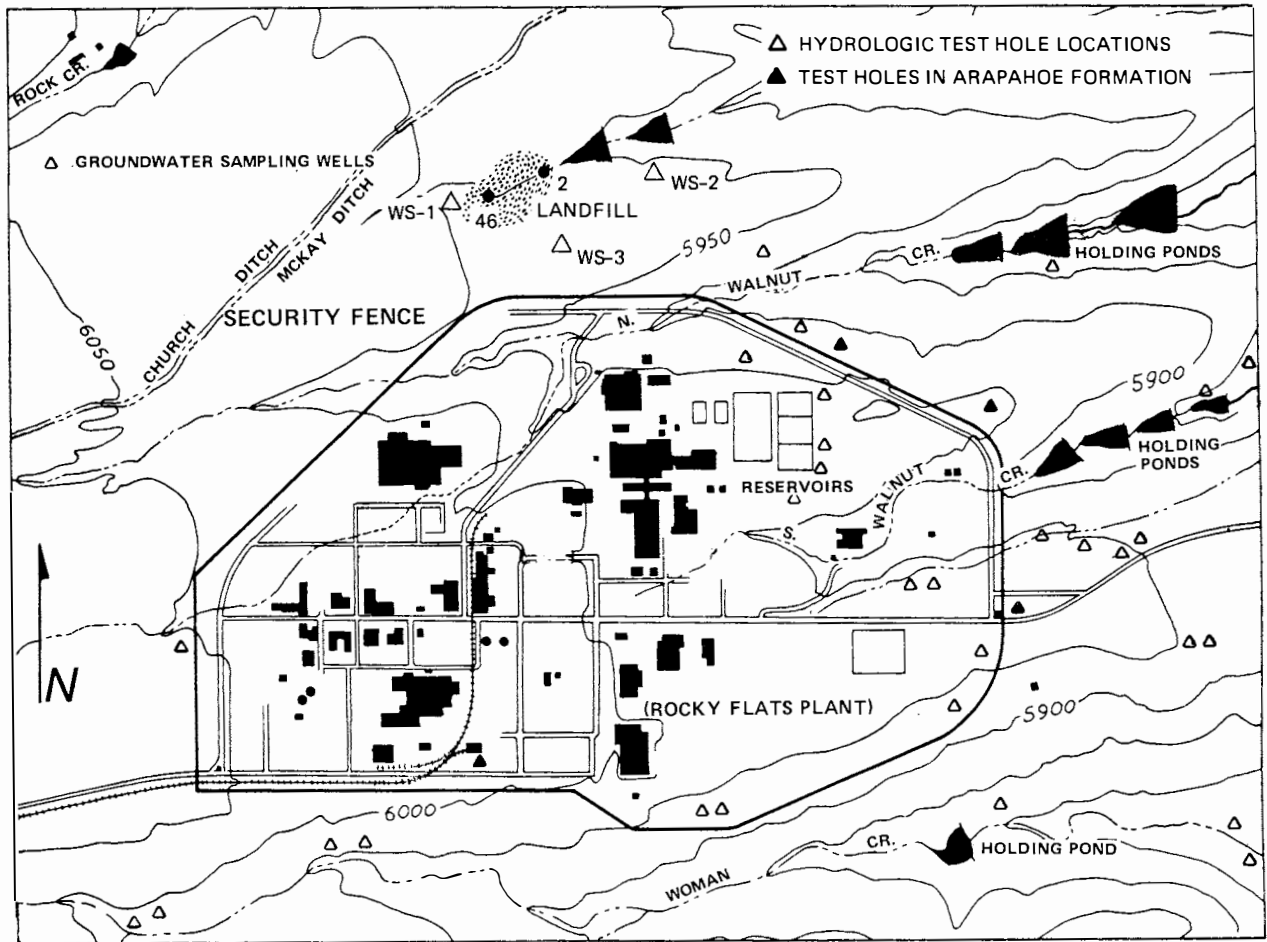 △ HYDROLOGIC TEST HOLE LOCATIONS
▲ TEST HOLES IN ARAPAHOE FORMATION
ROCK CR.
△ GROUNDWATER SAMPLING WELLS
2
WS-2
WS-1
46
LANDFILL
WS-3
CHURCH DITCH
MCKAY DITCH
5950
WALNUT CR.
HOLDING PONDS
SECURITY FENCE
N.
6050
5900
HOLDING
PONDS
RESERVOIRS
S. WALNUT CR.
N
(ROCKY FLATS PLANT)
5900
6000
WOMAN CR.
HOLDING POND